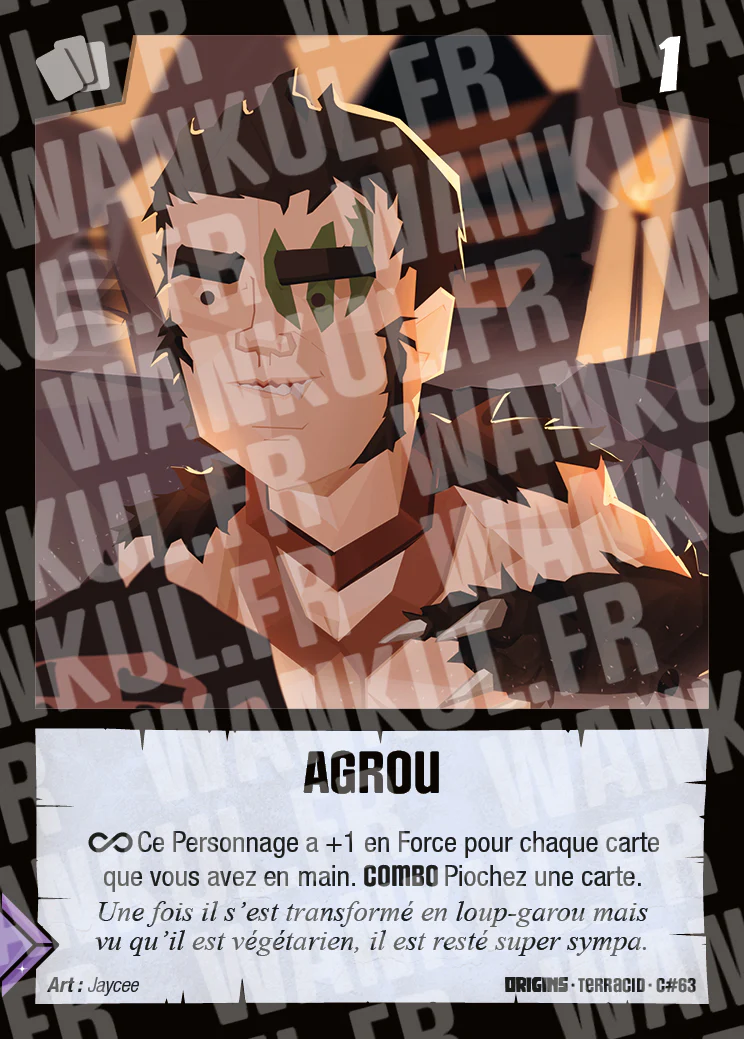 1
AGROU
∞ Ce Personnage a +1 en Force pour chaque carte
que vous avez en main. COMBO Piochez une carte.
Une fois il s’est transformé en loup-garou mais
vu qu’il est végétarien, il est resté super sympa.
Art : Jaycee
ORIGINS · TERRACID · C#63
WANKUL.FR